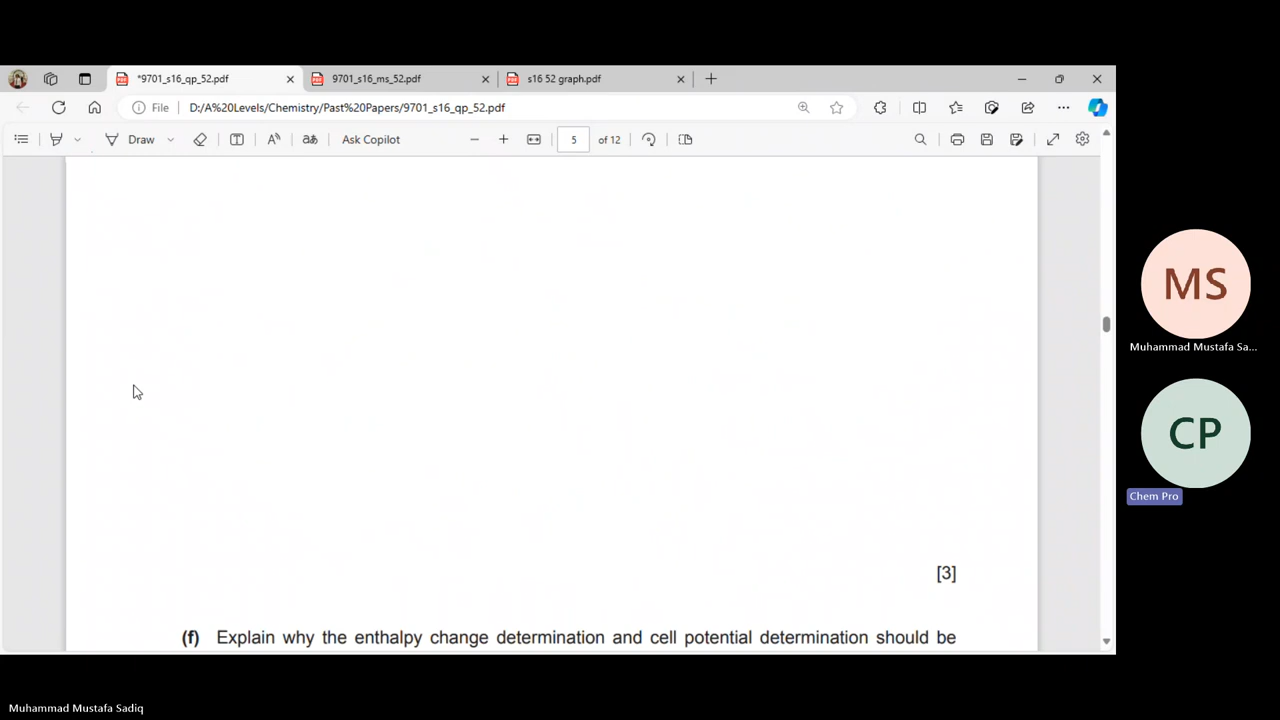 *9701_s16_qp_52.pdf
9701_s16_ms_52.pdf
s16 52 graph.pdf
File
D:/A%20Levels/Chemistry/Past%20Papers/9701_s16_qp_52.pdf
Draw
aあ
Ask Copilot
5 of 12
MS
Muhammad Mustafa Sa...
CP
Chem Pro
[3]
(f) Explain why the enthalpy change determination and cell potential determination should be
Muhammad Mustafa Sadiq